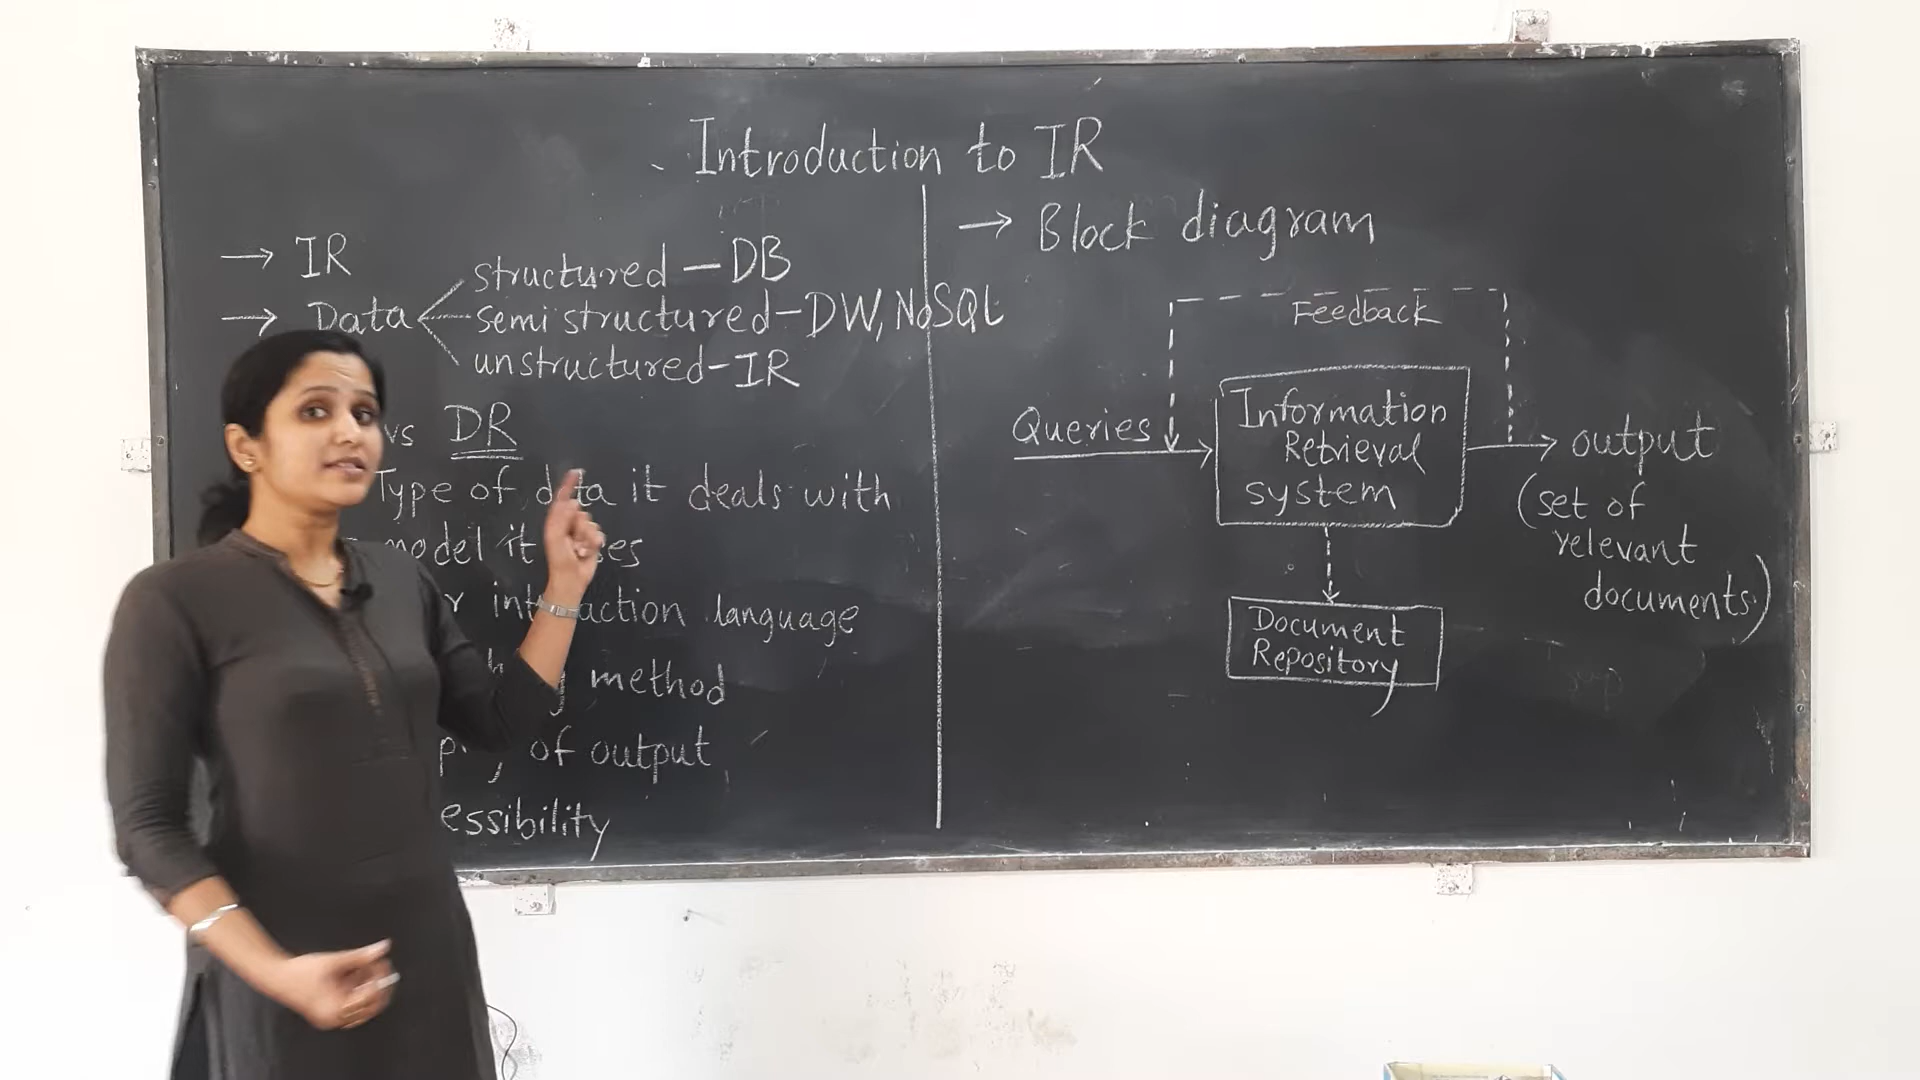 Introduction to IR
→ IR
→ Data
structured - DB
semi structured - DW, NoSQL
unstructured - IR
vs DR
Type of data it deals with
model it
interaction language
method
of output
→ Block diagram
Feedback
Queries
Information
Retrieval
system
output
(set of
relevant
documents)
Document
Repository